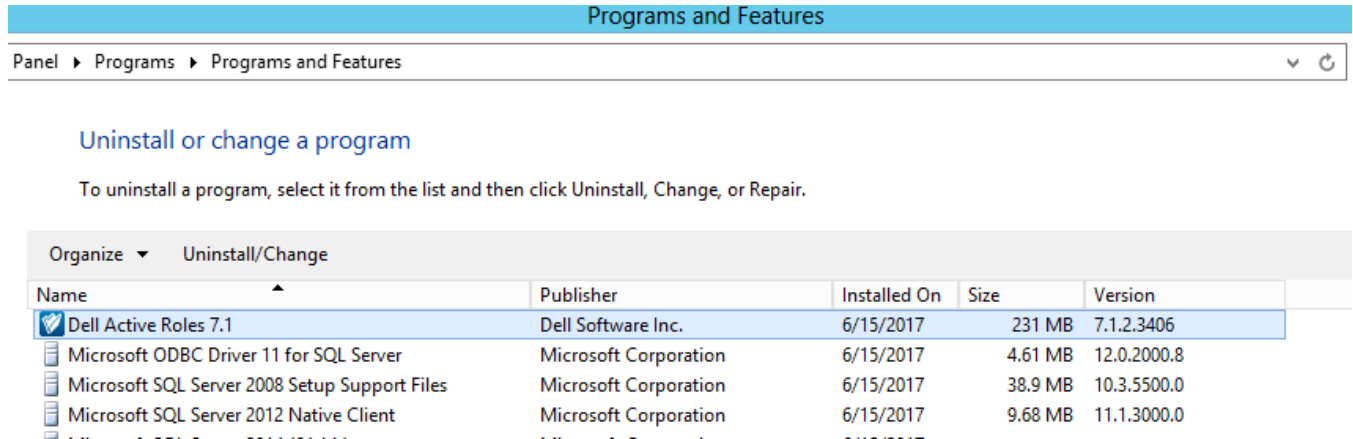 Programs and Features
Panel ▸ Programs ▸ Programs and Features
Uninstall or change a program
To uninstall a program, select it from the list and then click Uninstall, Change, or Repair.
Organize Uninstall/Change
Name Publisher Installed On Size Version
Dell Active Roles 7.1 Dell Software Inc. 6/15/2017 231 MB 7.1.2.3406
Microsoft ODBC Driver 11 for SQL Server Microsoft Corporation 6/15/2017 4.61 MB 12.0.2000.8
Microsoft SQL Server 2008 Setup Support Files Microsoft Corporation 6/15/2017 38.9 MB 10.3.5500.0
Microsoft SQL Server 2012 Native Client Microsoft Corporation 6/15/2017 9.68 MB 11.1.3000.0